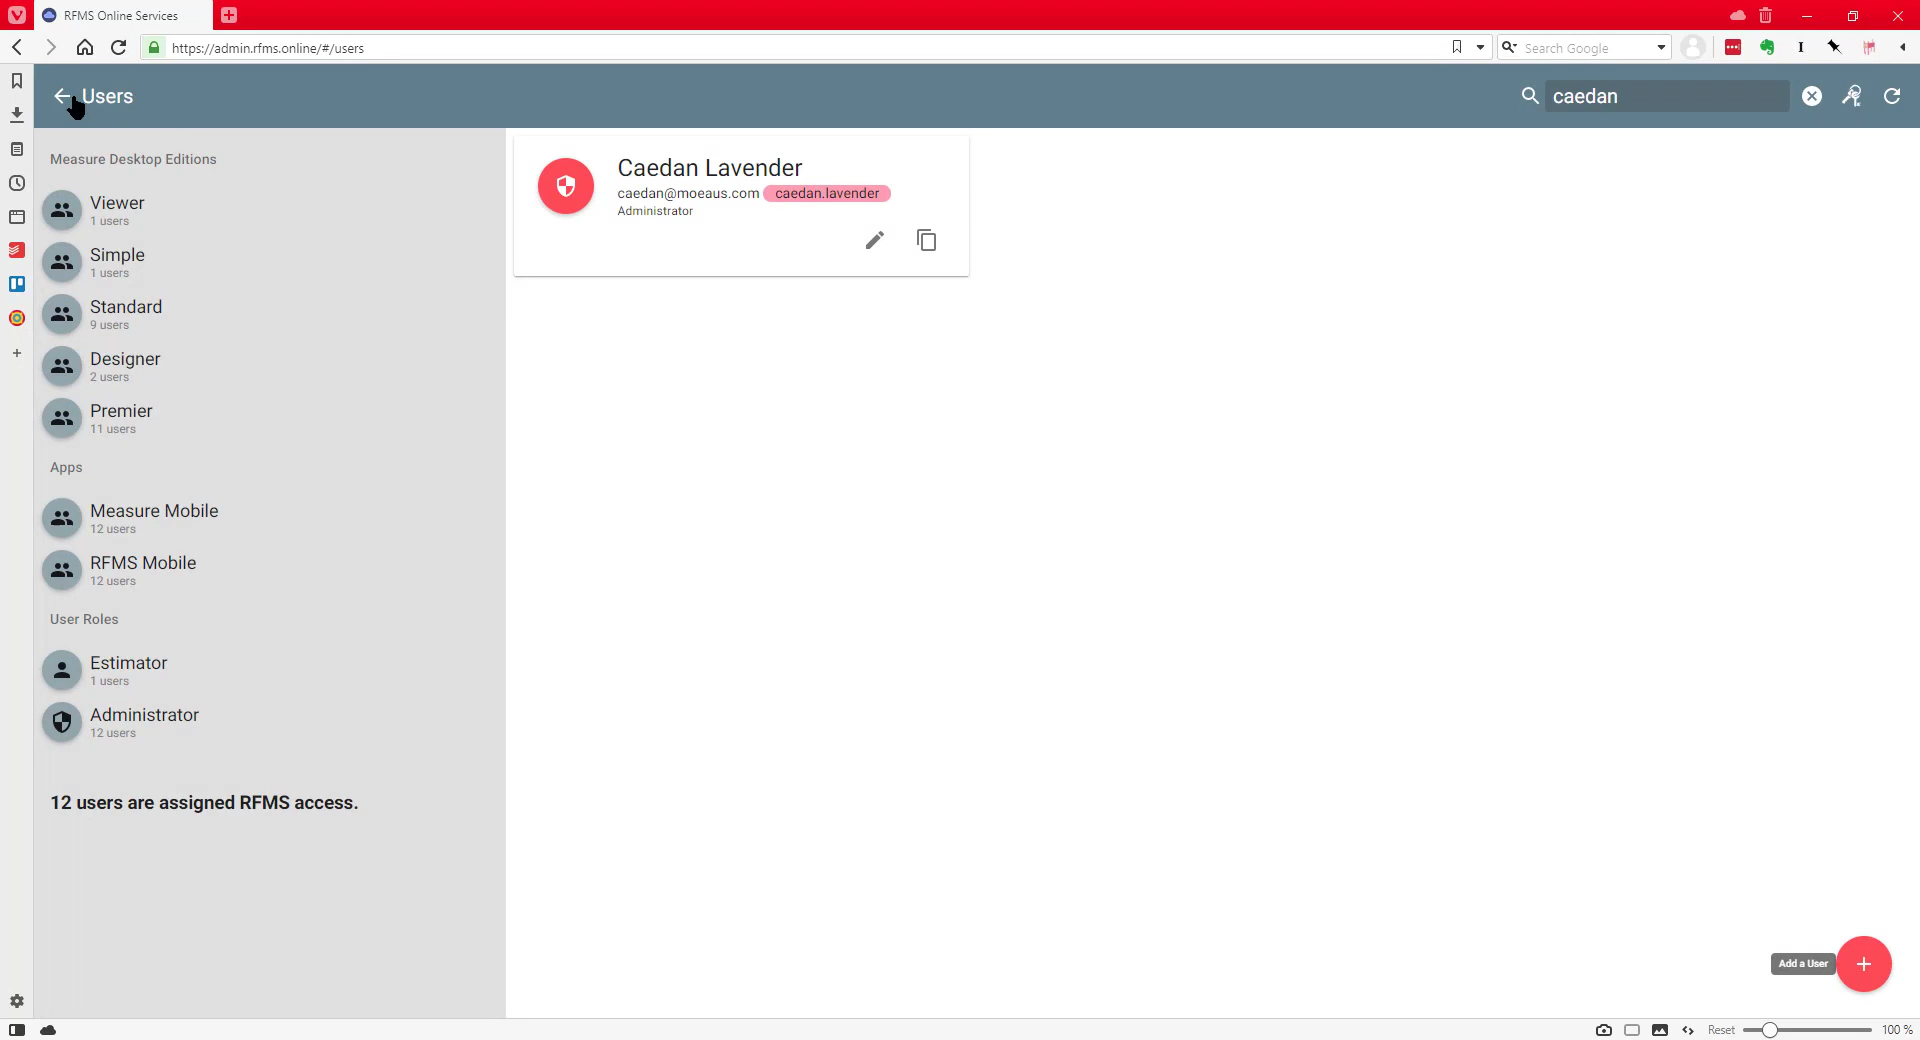 RFMS Online Services
https://admin.rfms.online/#/users
Search Google
Users
caedan
Measure Desktop Editions
Viewer
1 users
Simple
1 users
Standard
9 users
Designer
2 users
Premier
11 users
Apps
Measure Mobile
12 users
RFMS Mobile
12 users
User Roles
Estimator
1 users
Administrator
12 users
12 users are assigned RFMS access.
Caedan Lavender
caedan@moeaus.com caedan.lavender
Administrator
Add a User
Reset
100 %